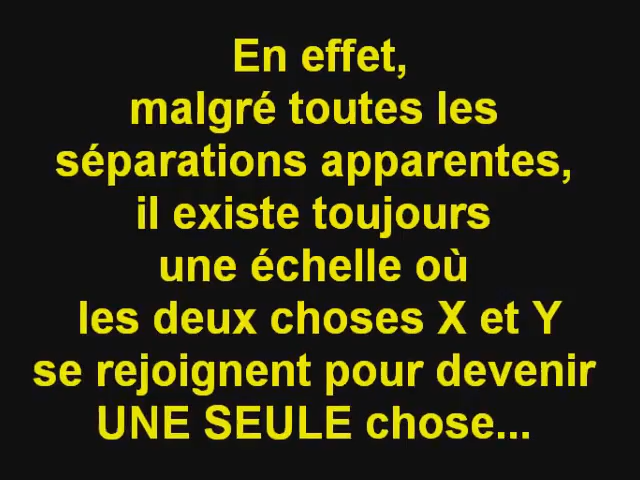 En effet,
malgré toutes les
séparations apparentes,
il existe toujours
une échelle où
les deux choses X et Y
se rejoignent pour devenir
UNE SEULE chose...